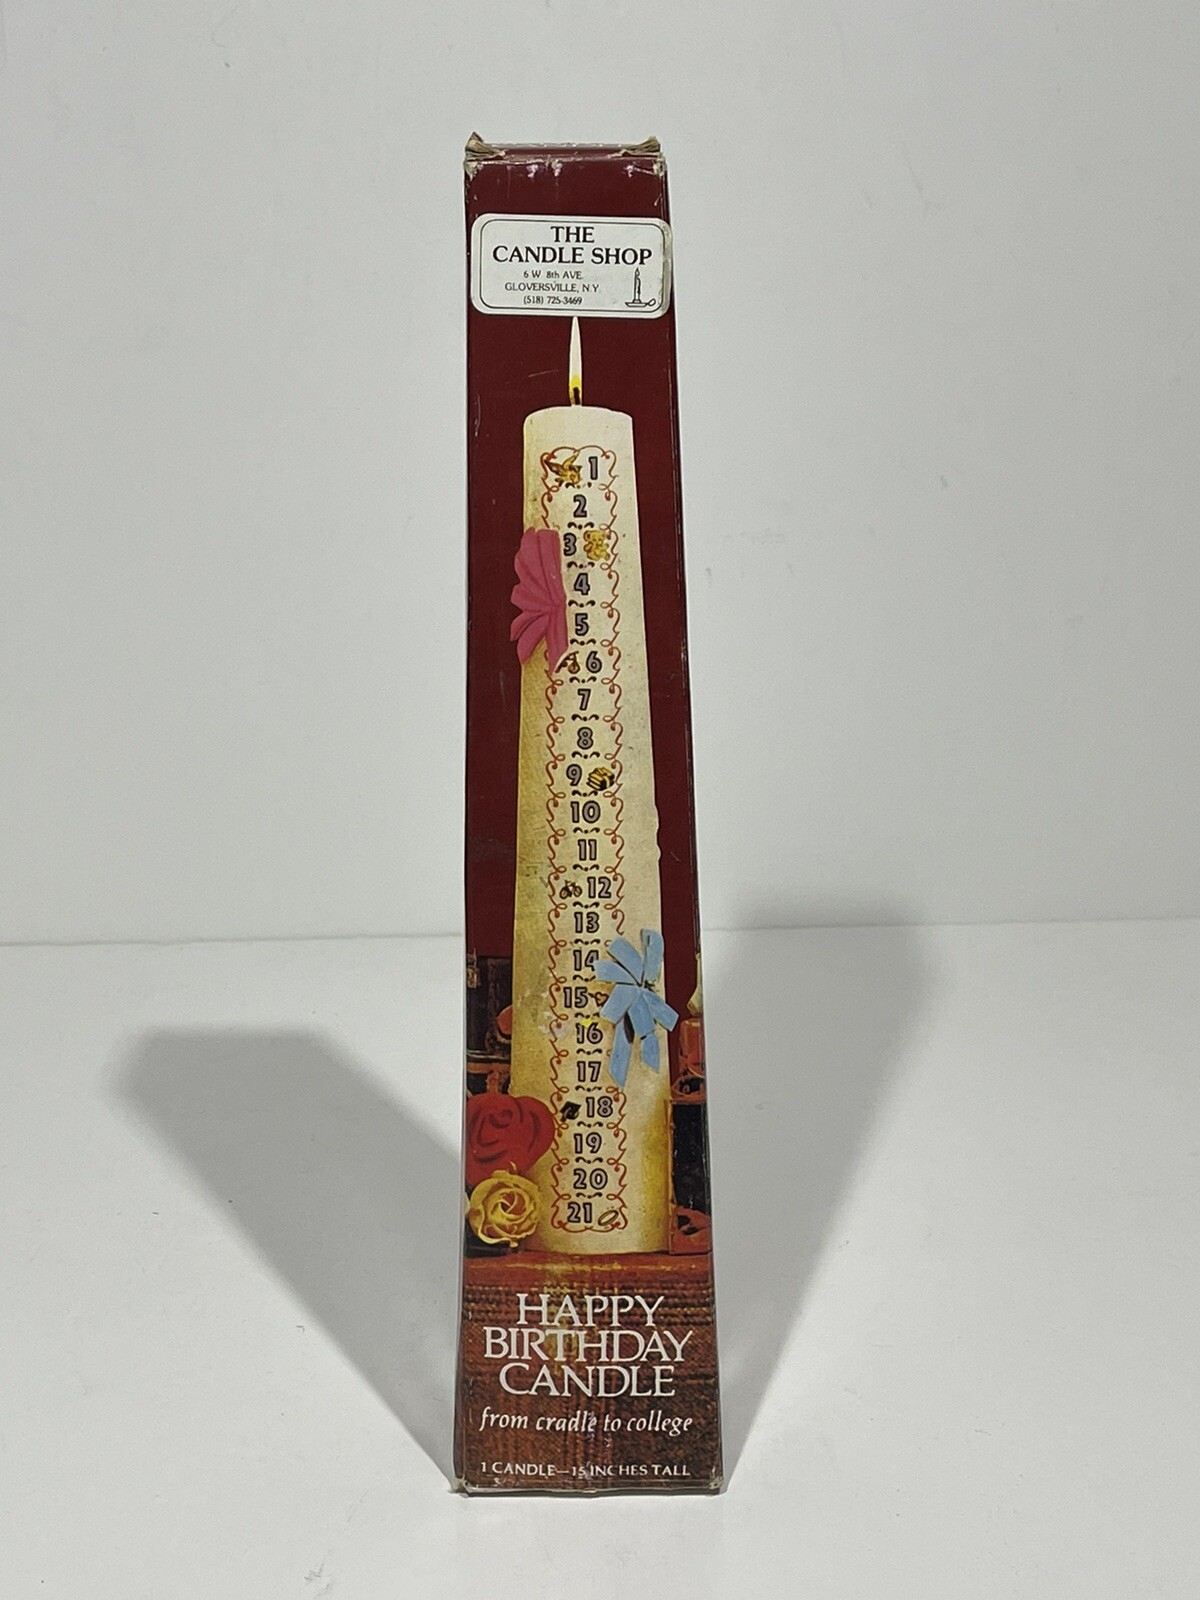 THE
CANDLE SHOP
6 W. 8th AVE.
GLOVERSVILLE, N.Y.
(518) 725-3469
1
2
3
4
5
6
7
8
9
10
11
12
13
14
15
16
17
18
19
20
21
HAPPY
BIRTHDAY
CANDLE
from cradle to college
1 CANDLE—15 INCHES TALL